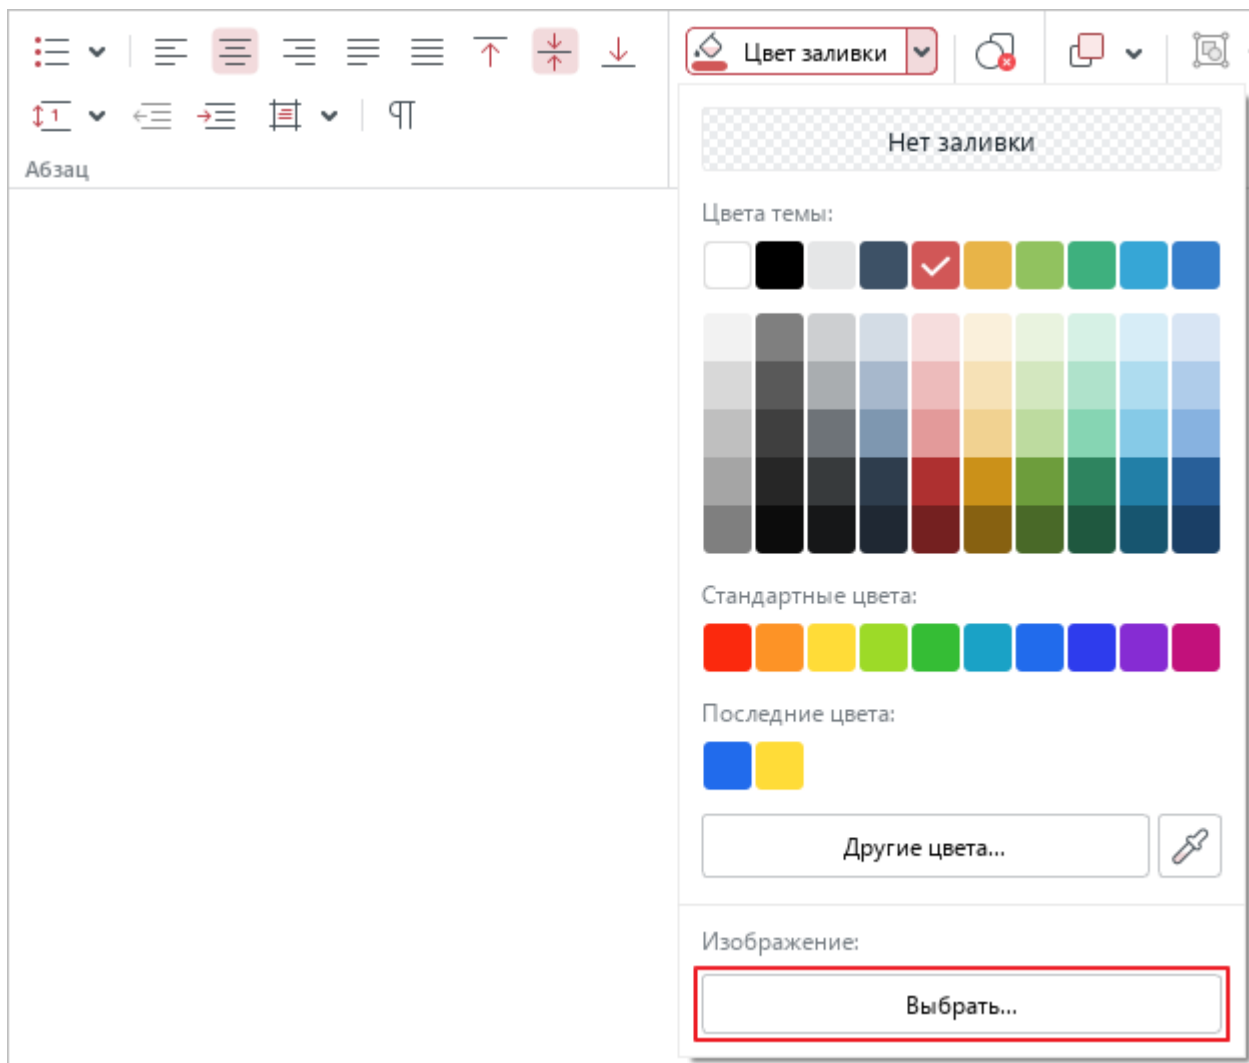 Цвет заливки
Абзац
Нет заливки
Цвета темы:
Стандартные цвета:
Последние цвета:
Другие цвета...
Изображение:
Выбрать...